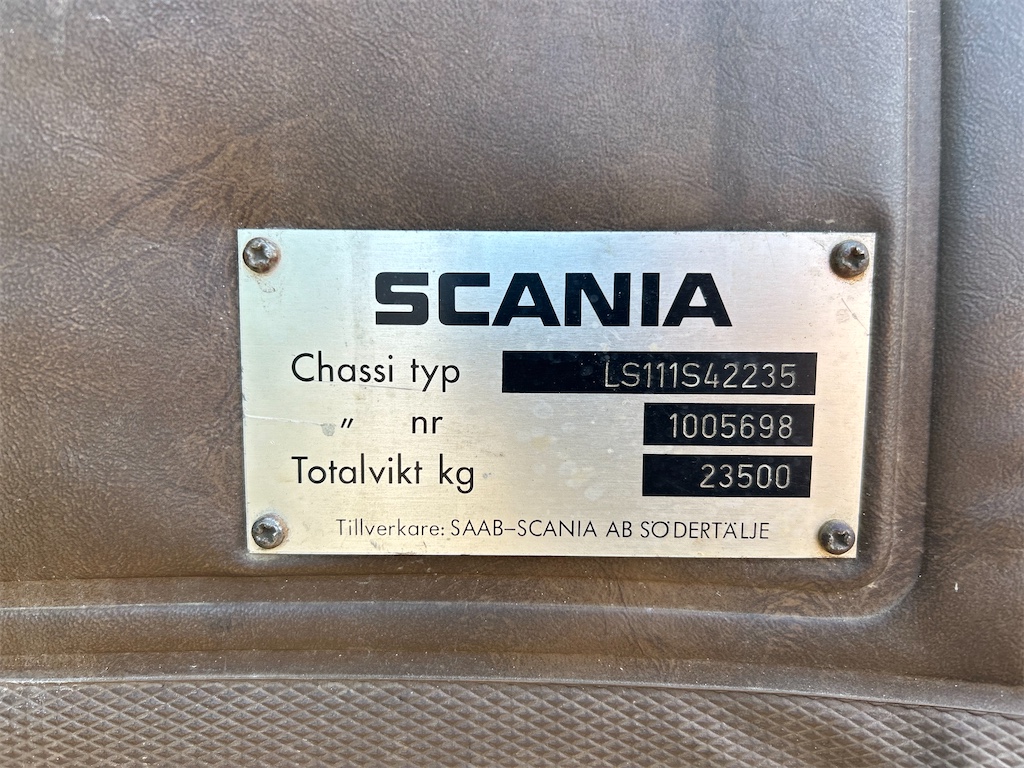 SCANIA
Chassi typ LS111S42235
" nr 1005698
Totalvikt kg 23500
Tillverkare: SAAB–SCANIA AB SÖDERTÄLJE